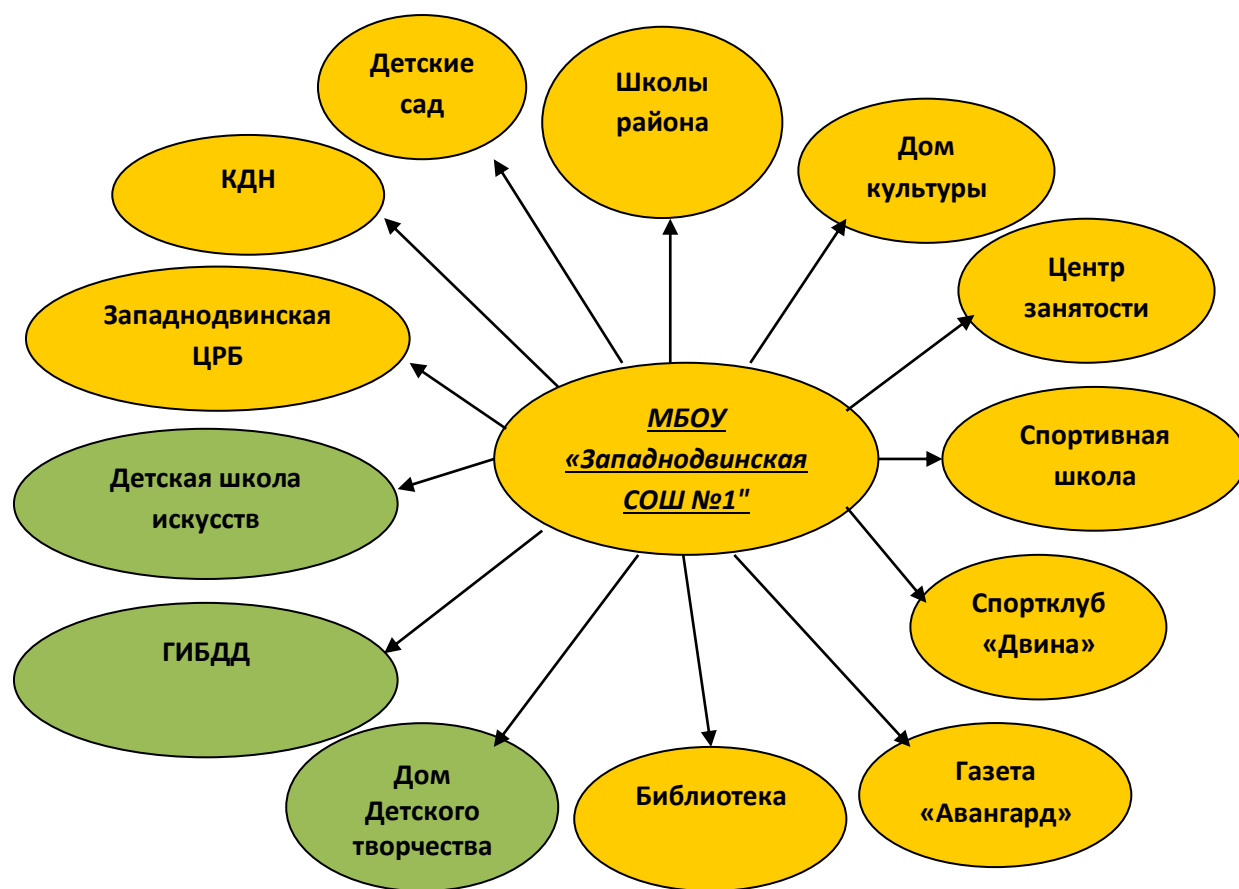 Детские
сад
Школы
района
Дом
культуры
КДН
Центр
занятости
Западнодвинская
ЦРБ
МБОУ
«Западнодвинская
СОШ №1"
Спортивная
школа
Детская школа
искусств
Спортклуб
«Двина»
ГИБДД
Дом
Детского
творчества
Библиотека
Газета
«Авангард»